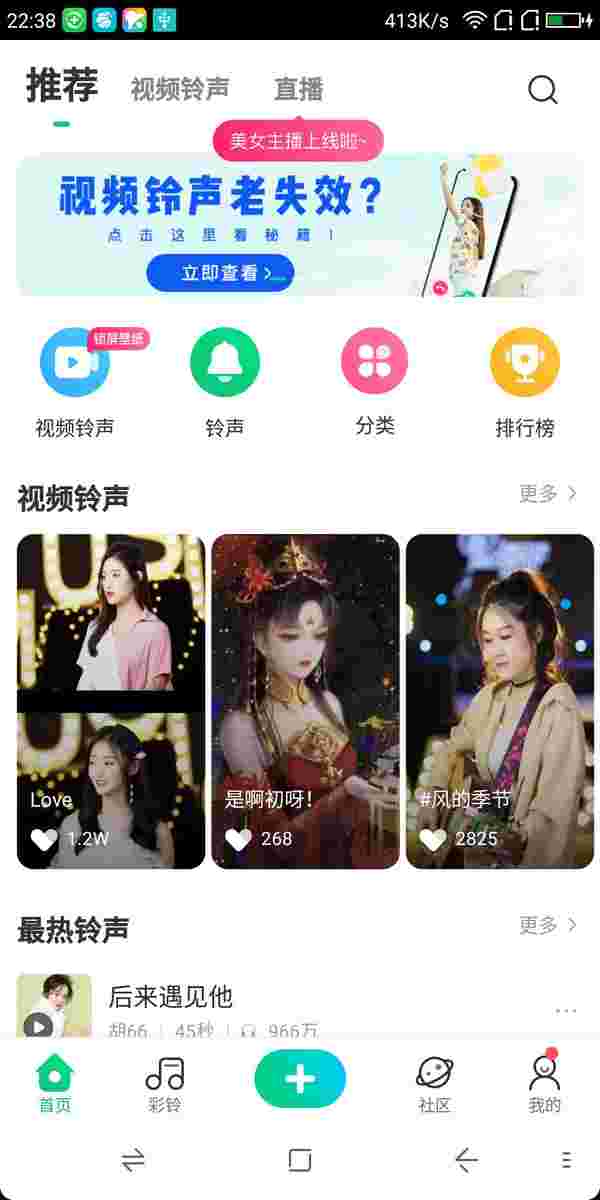 22:38
413K/s
推荐
视频铃声
直播
美女主播上线啦~
视频铃声老失效？
点击这里看秘籍！
立即查看
锁屏壁纸
视频铃声
铃声
分类
排行榜
视频铃声
更多
Love
1.2W
是啊初呀！
268
#风的季节
2825
最热铃声
更多
后来遇见他
胡66
45秒
966万
首页
彩铃
社区
我的